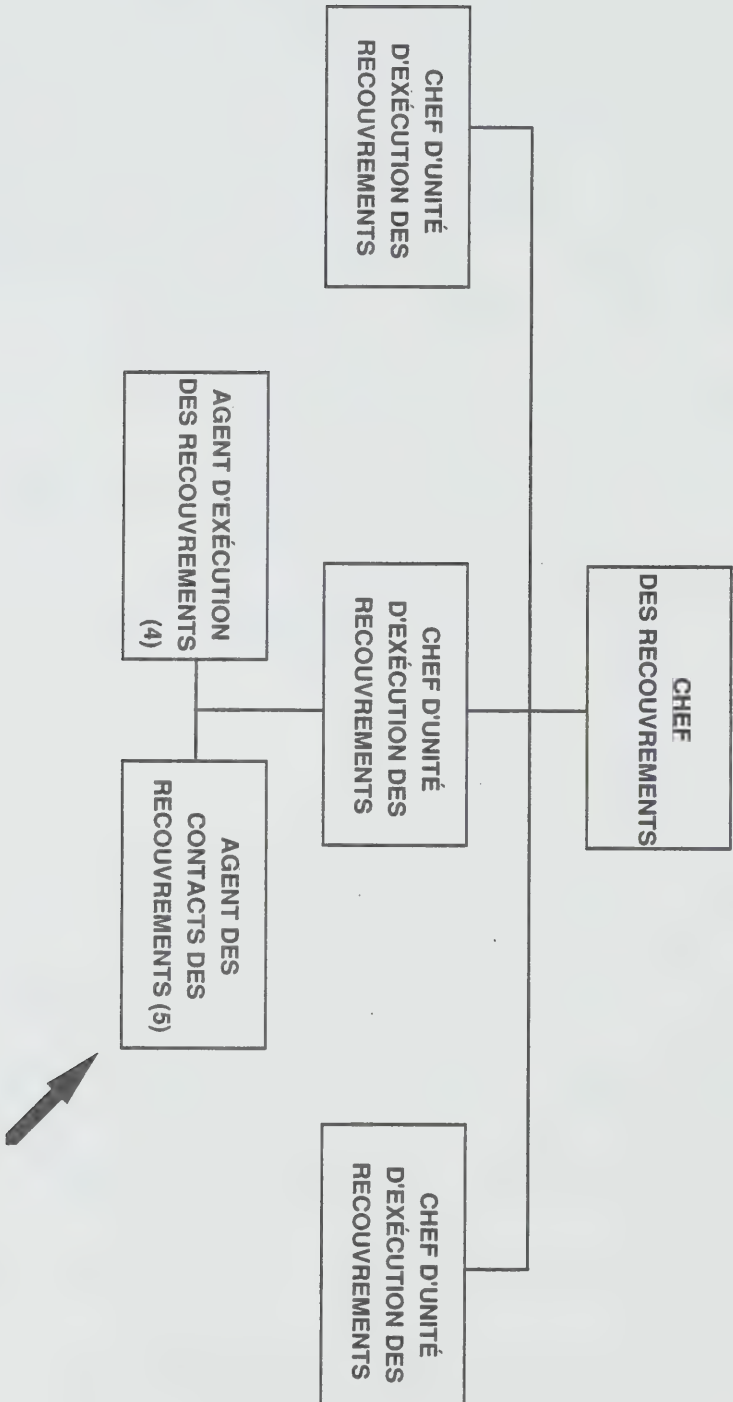 CHEF
DES RECOUVREMENTS
CHEF D'UNITÉ
D'EXÉCUTION DES
RECOUVREMENTS
CHEF D'UNITÉ
D'EXÉCUTION DES
RECOUVREMENTS
CHEF D'UNITÉ
D'EXÉCUTION DES
RECOUVREMENTS
AGENT D'EXÉCUTION
DES RECOUVREMENTS
(4)
AGENT DES
CONTACTS DES
RECOUVREMENTS (5)